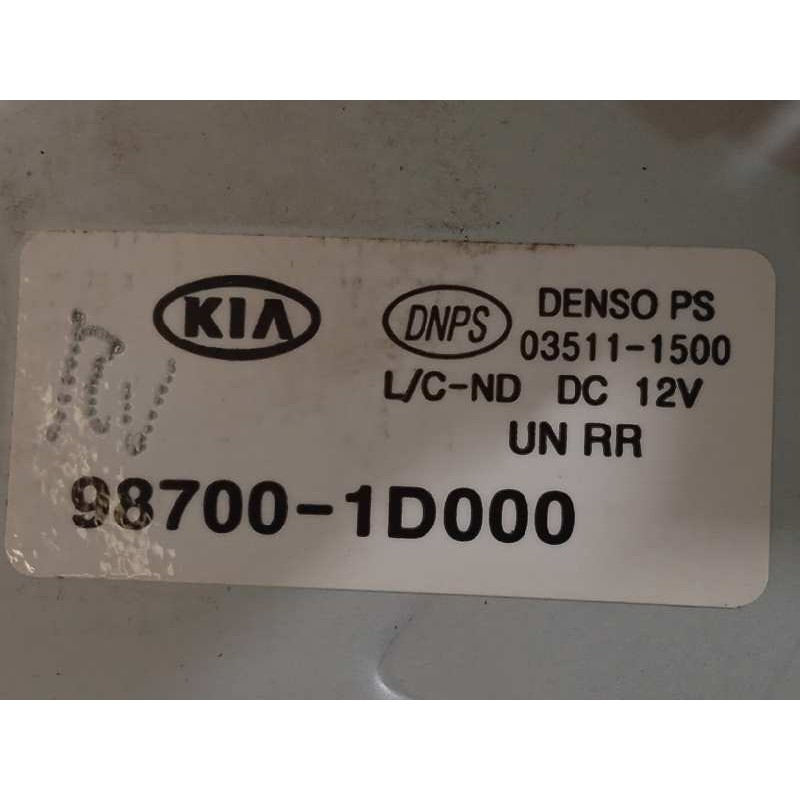 KIA
DNPS
DENSO PS
03511-1500
L/C-ND DC 12V
UN RR
98700-1D000